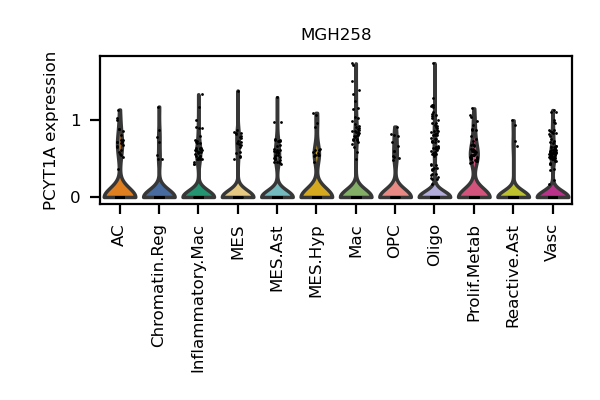 MGH258
PCYT1A expression
1
0
AC
Chromatin.Reg
Inflammatory.Mac
MES
MES.Ast
MES.Hyp
Mac
OPC
Oligo
Prolif.Metab
Reactive.Ast
Vasc